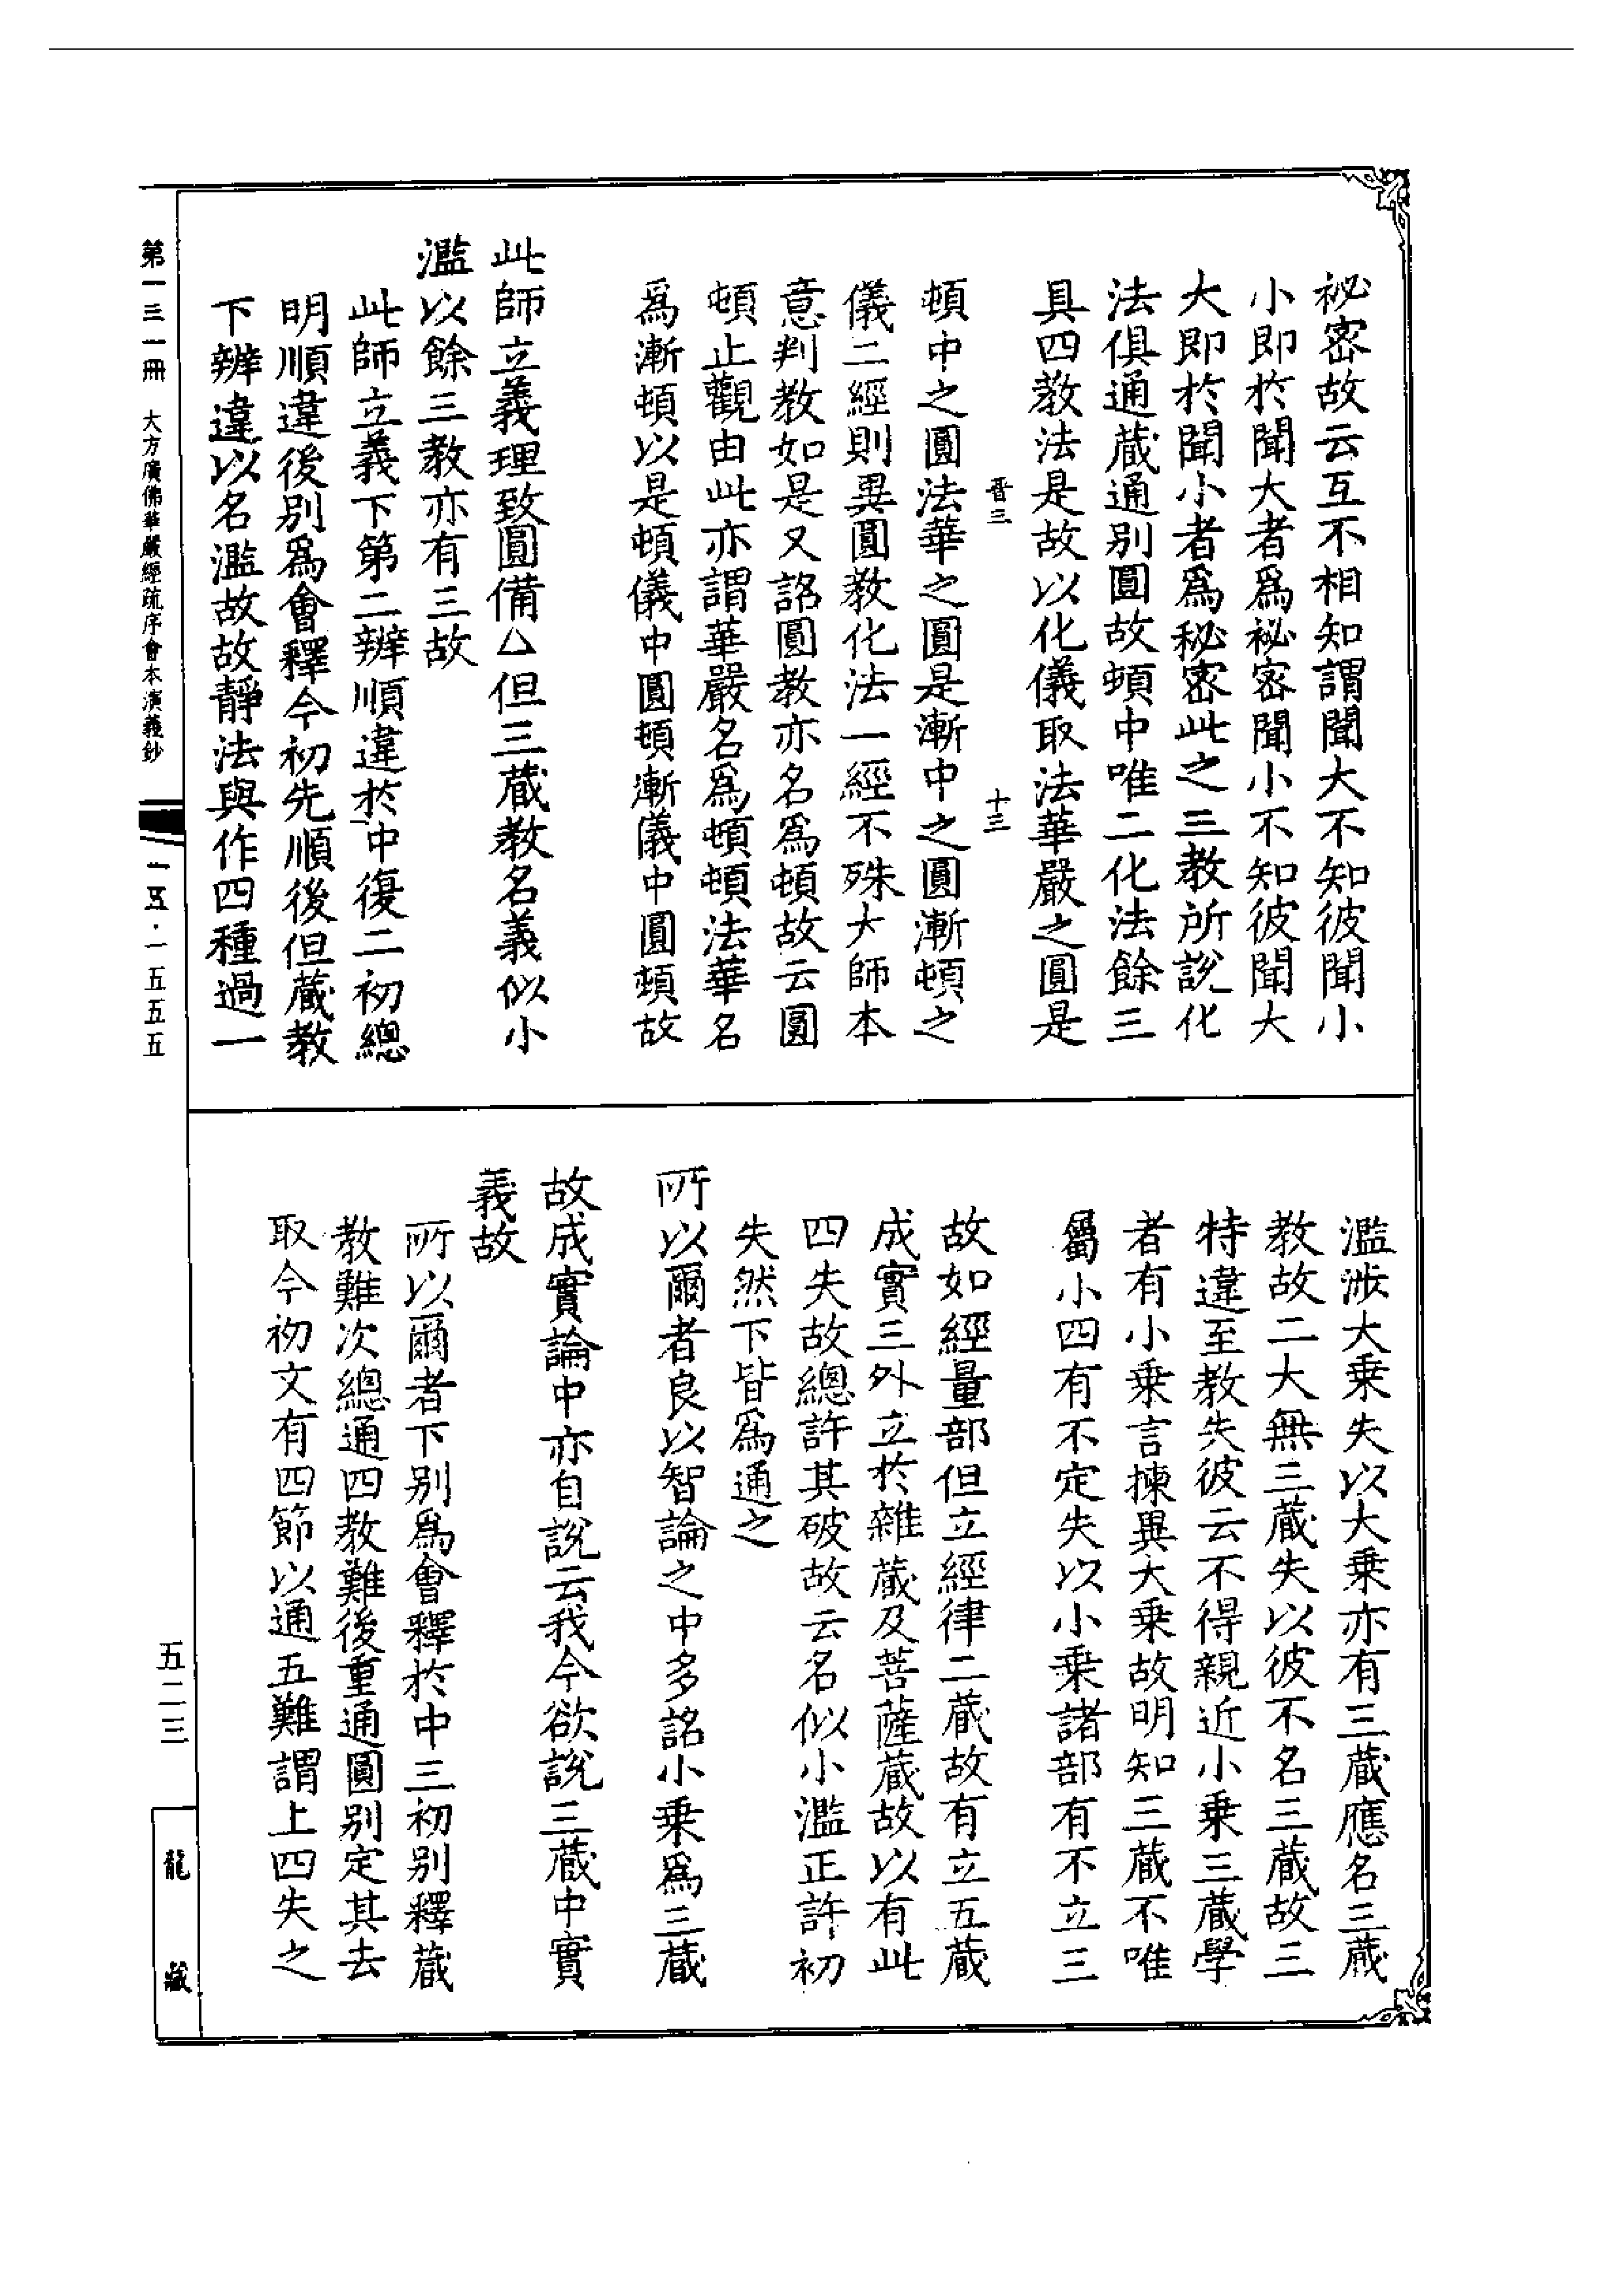 祕密故云互不相知謂聞大不知彼聞小
小即於聞大者爲祕密聞小不知彼聞大
大即於聞小者爲秘密此之三教所說化
法俱通藏通別圓故頓中唯二化法餘三
具四教法是故以化儀取法華嚴之圓是
晋三 十三
頓中之圓法華之圓是漸中之圓漸頓之
儀二經則異圓教化法一經不殊大師本
意判教如是又詺圓教亦名爲頓故云圓
頓止觀由此亦謂華嚴名爲頓頓法華名
爲漸頓以是頓儀中圓頓漸儀中圓頓故
此師立義理致圓備△但三藏教名義似小
濫以餘三教亦有三故
此師立義下第二辨順違於中復二初總
明順違後別爲會釋今初先順後但藏教
下辨違以名濫故故靜法與作四種過一
濫涉大乘失以大乘亦有三藏應名三藏
教故二大無三藏失以彼不名三藏故三
特違至教失彼云不得親近小乘三藏學
者有小乘言揀異大乘故明知三藏不唯
屬小四有不定失以小乘諸部有不立三
故如經量部但立經律二藏故有立五藏
成實三外立於雜藏及菩薩藏故以有此
四失故總許其破故云名似小濫正許初
失然下皆爲通之
所以爾者良以智論之中多詺小乘爲三藏
故成實論中亦自說云我今欲說三藏中實
義故
所以爾者下別爲會釋於中三初別釋藏
教難次總通四教難後重通圓別定其去
取今初文有四節以通五難謂上四失之
第一三一冊 大方廣佛華嚴經疏序會本演義鈔
一五·一五五五
五二三
龍藏